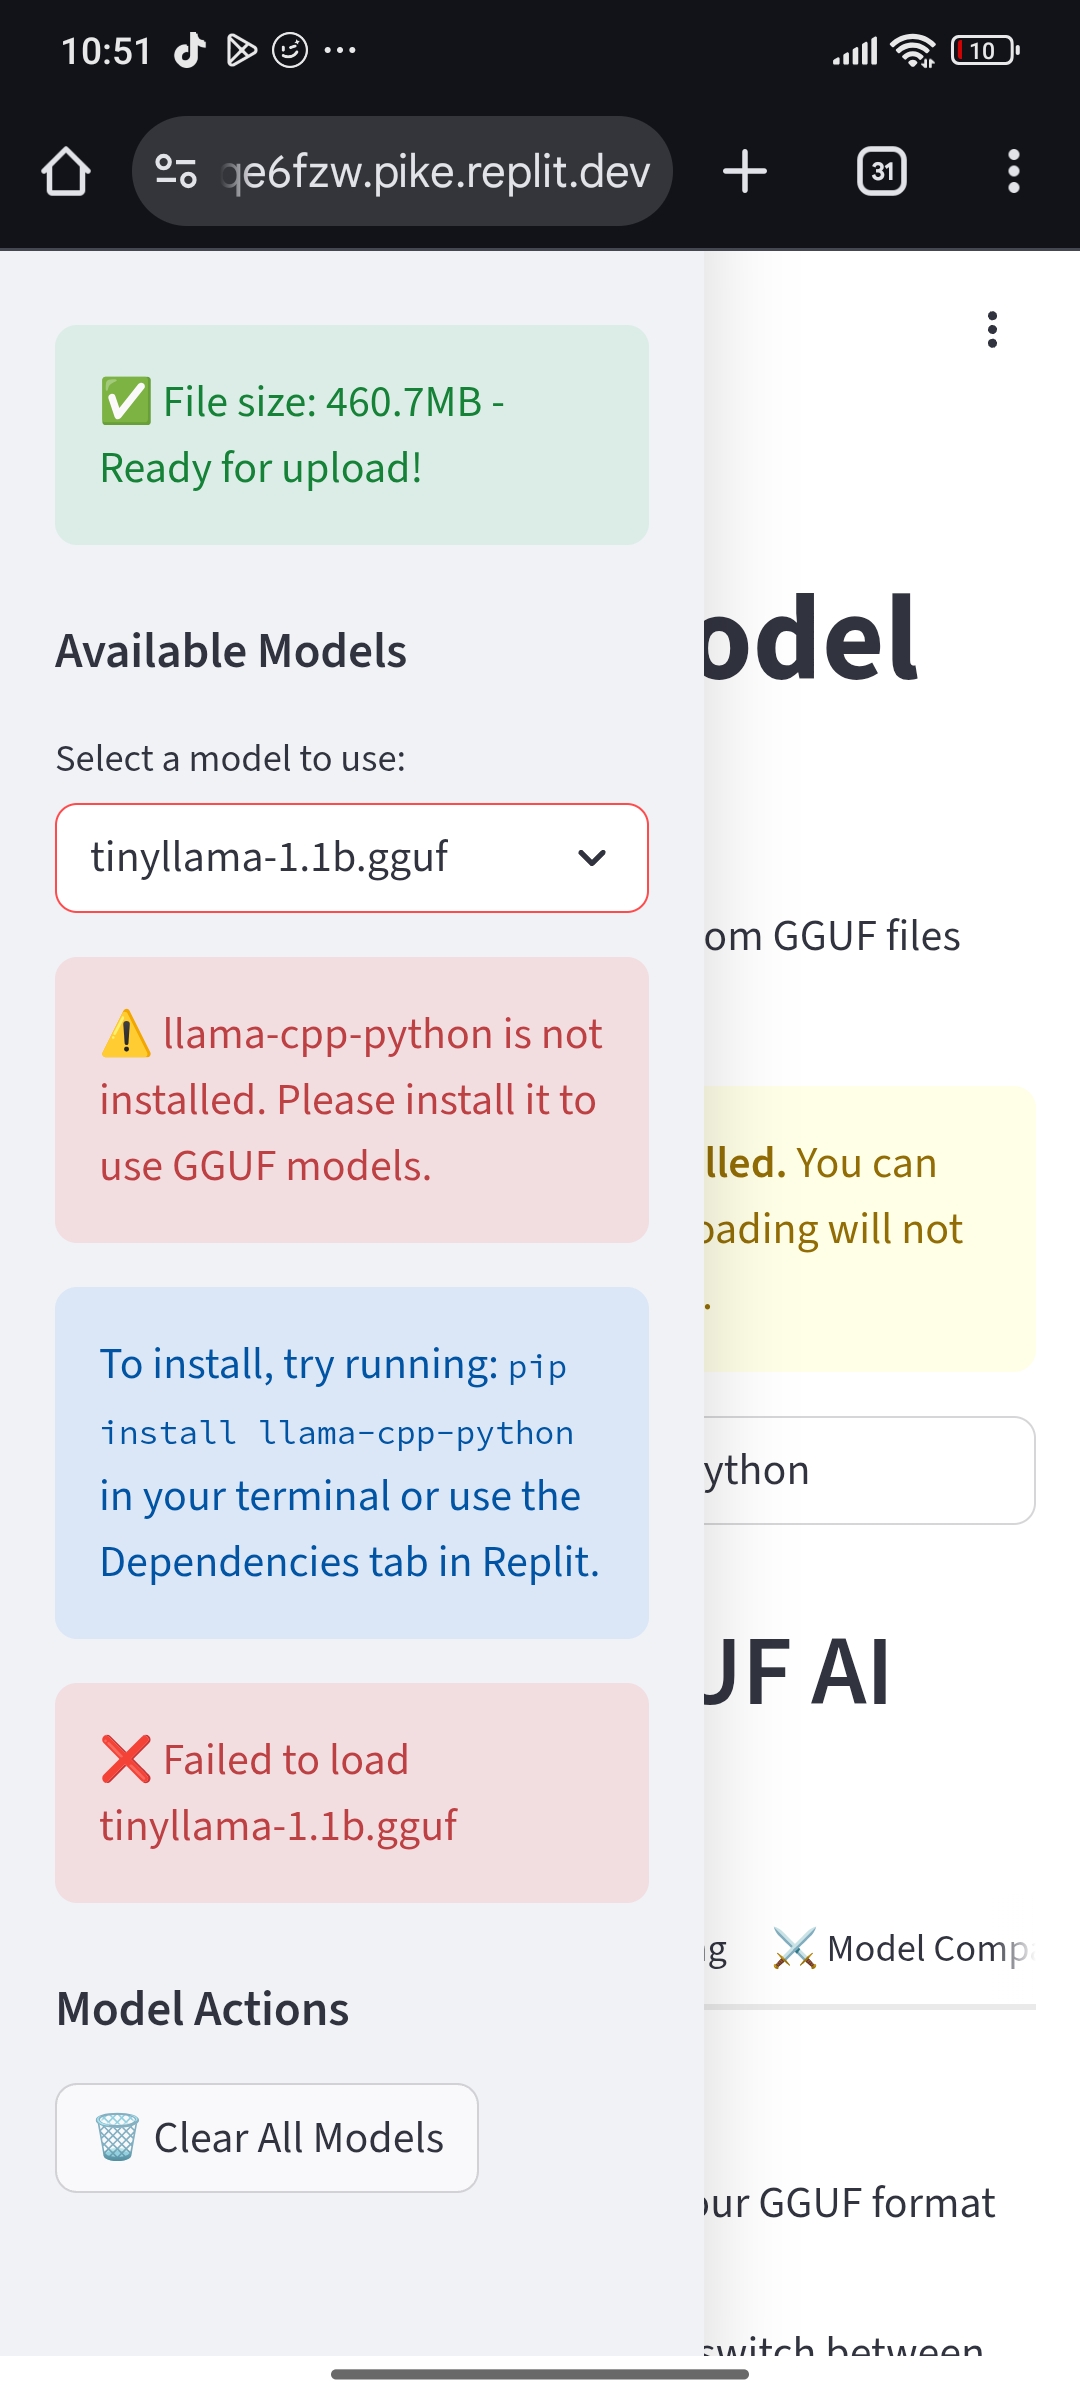 10:51
10
qe6fzw.pike.replit.dev
31
✅ File size: 460.7MB -
Ready for upload!
Available Models
odel
Select a model to use:
tinyllama-1.1b.gguf
om GGUF files
⚠️ llama-cpp-python is not
installed. Please install it to
use GGUF models.
lled. You can
oading will not
.
To install, try running: pip
install llama-cpp-python
in your terminal or use the
Dependencies tab in Replit.
ython
UF AI
❌ Failed to load
tinyllama-1.1b.gguf
g
⚔️ Model Comp
Model Actions
🗑️ Clear All Models
our GGUF format
switch between